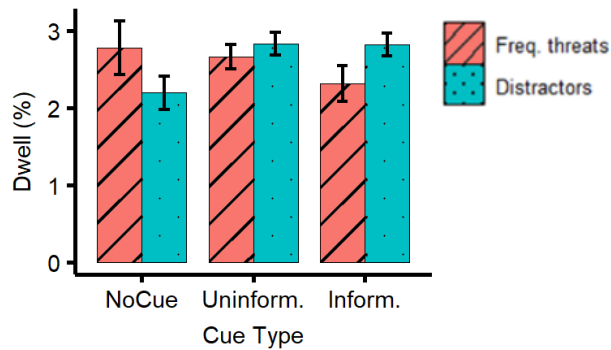 3
2
1
0
Dwell (%)
NoCue Uninform. Inform.
Cue Type
Freq. threats
Distractors